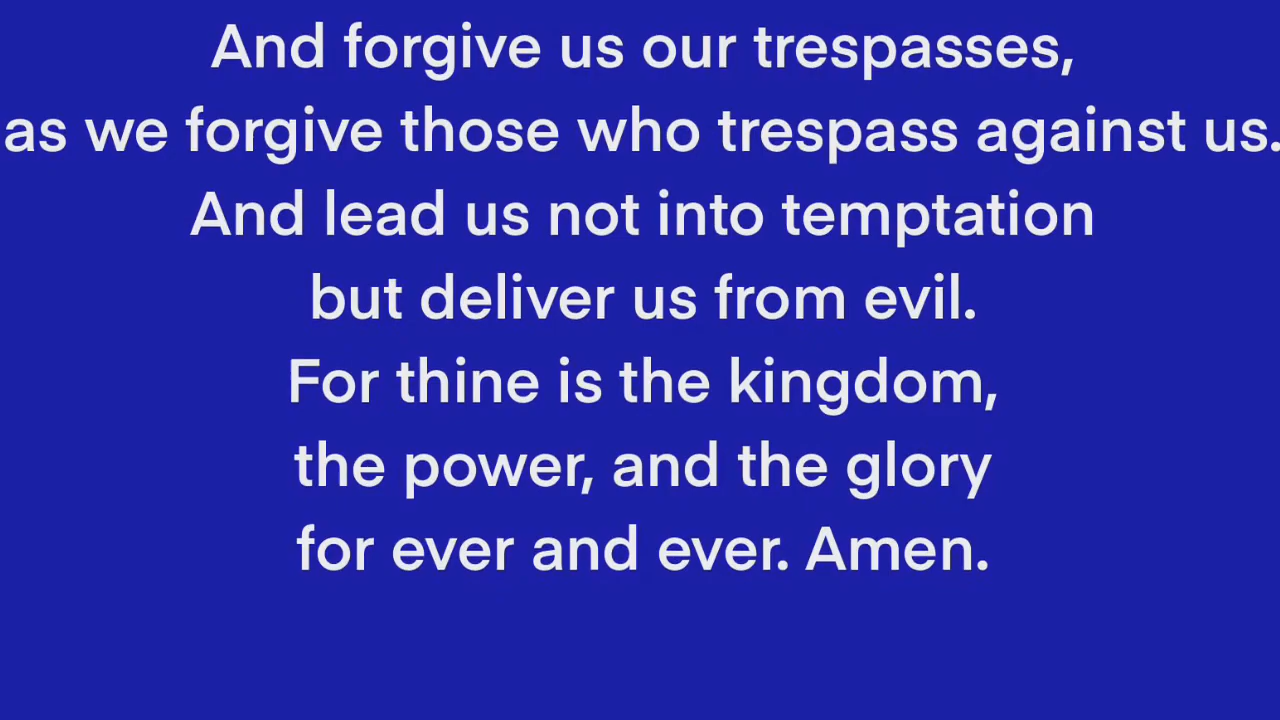 And forgive us our trespasses,
as we forgive those who trespass against us.
And lead us not into temptation
but deliver us from evil.
For thine is the kingdom,
the power, and the glory
for ever and ever. Amen.